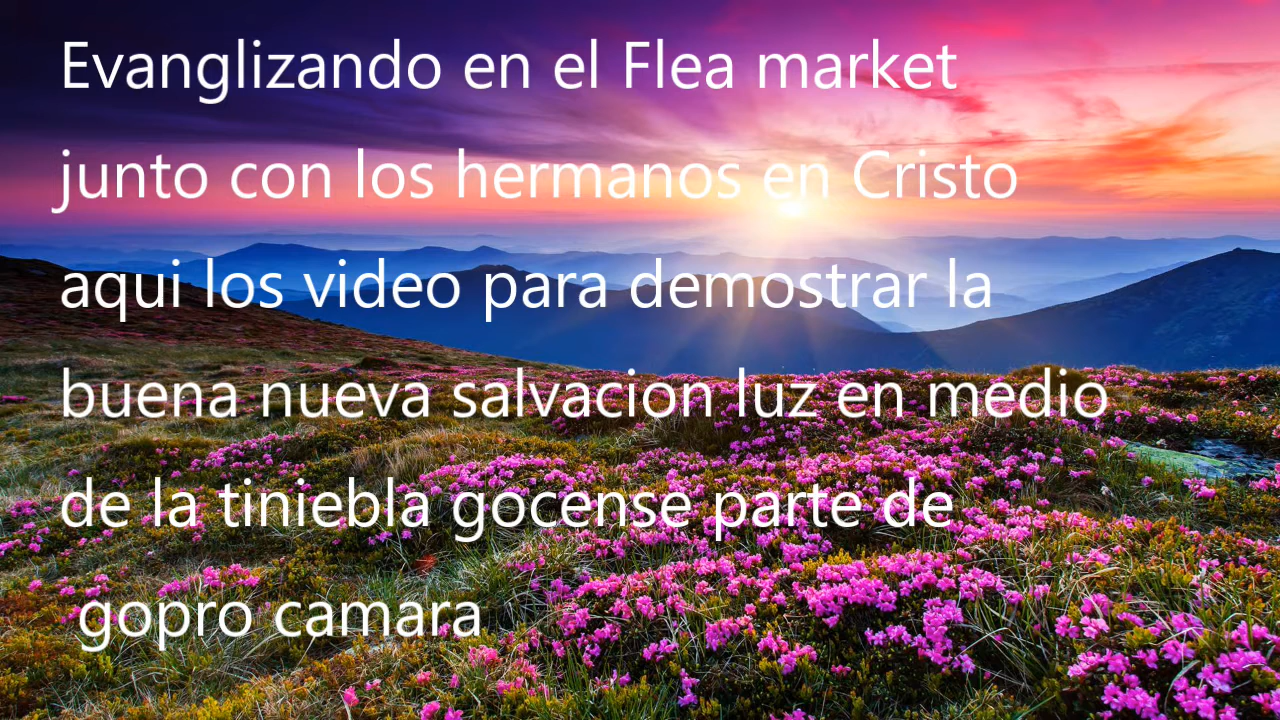 Evanglizando en el Flea market
junto con los hermanos en Cristo
aqui los video para demostrar la
buena nueva salvacion luz en medio
de la tiniebla gocense parte de
gopro camara